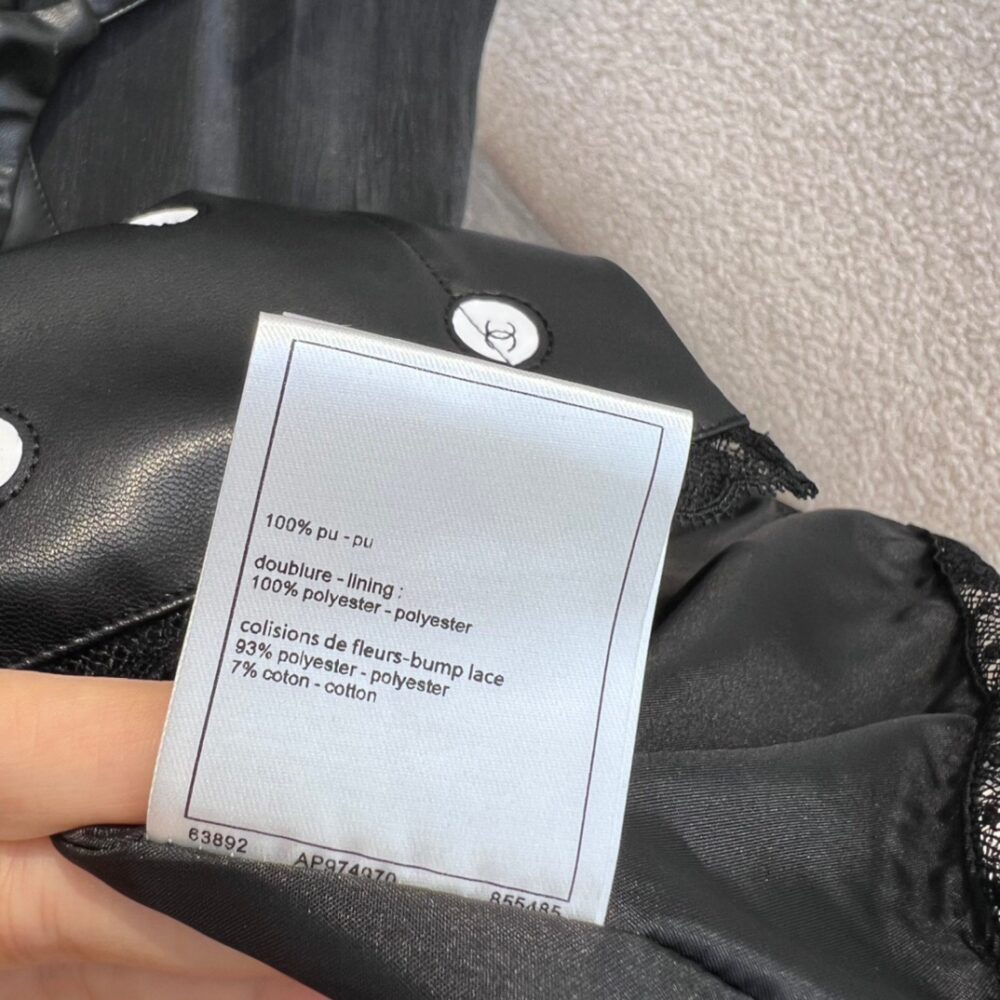 100% pu - pu
doublure - lining :
100% polyester - polyester
colisions de fleurs-bump lace
93% polyester - polyester
7% coton - cotton
63892 AP974970 855485